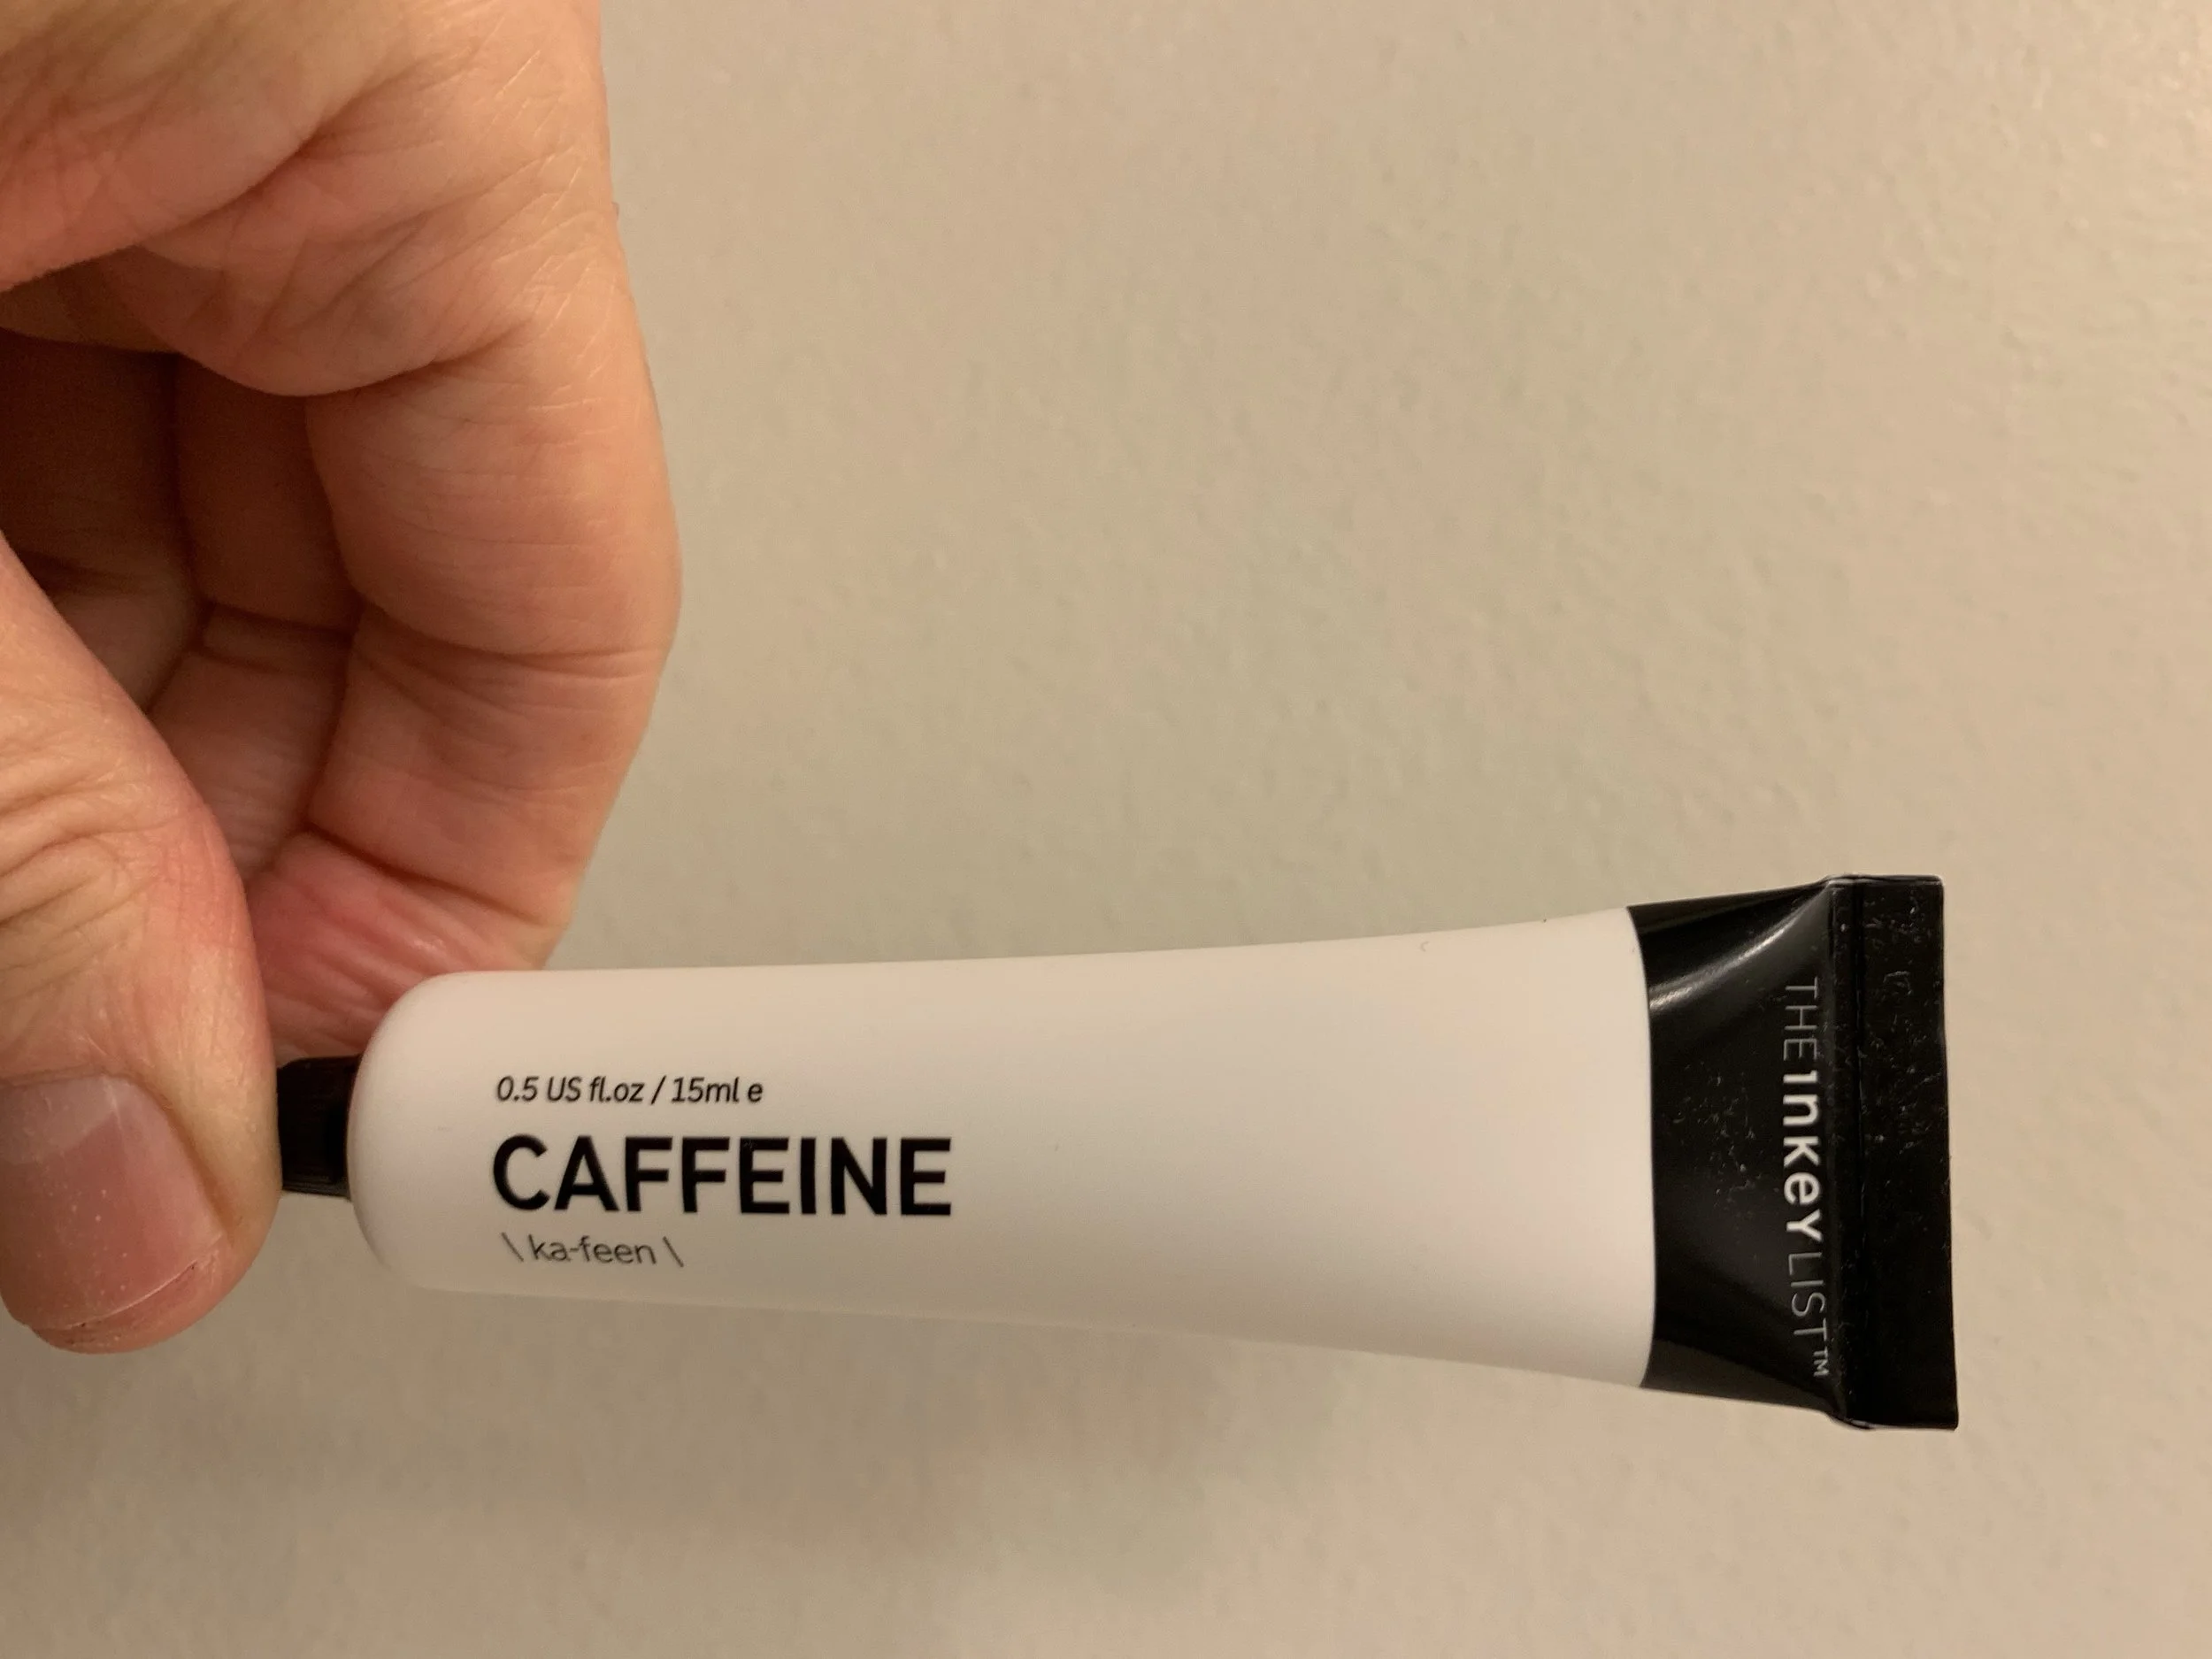 0.5 US fl.oz / 15ml e
CAFFEINE
\ ka-feen \
THE INKEY LIST™